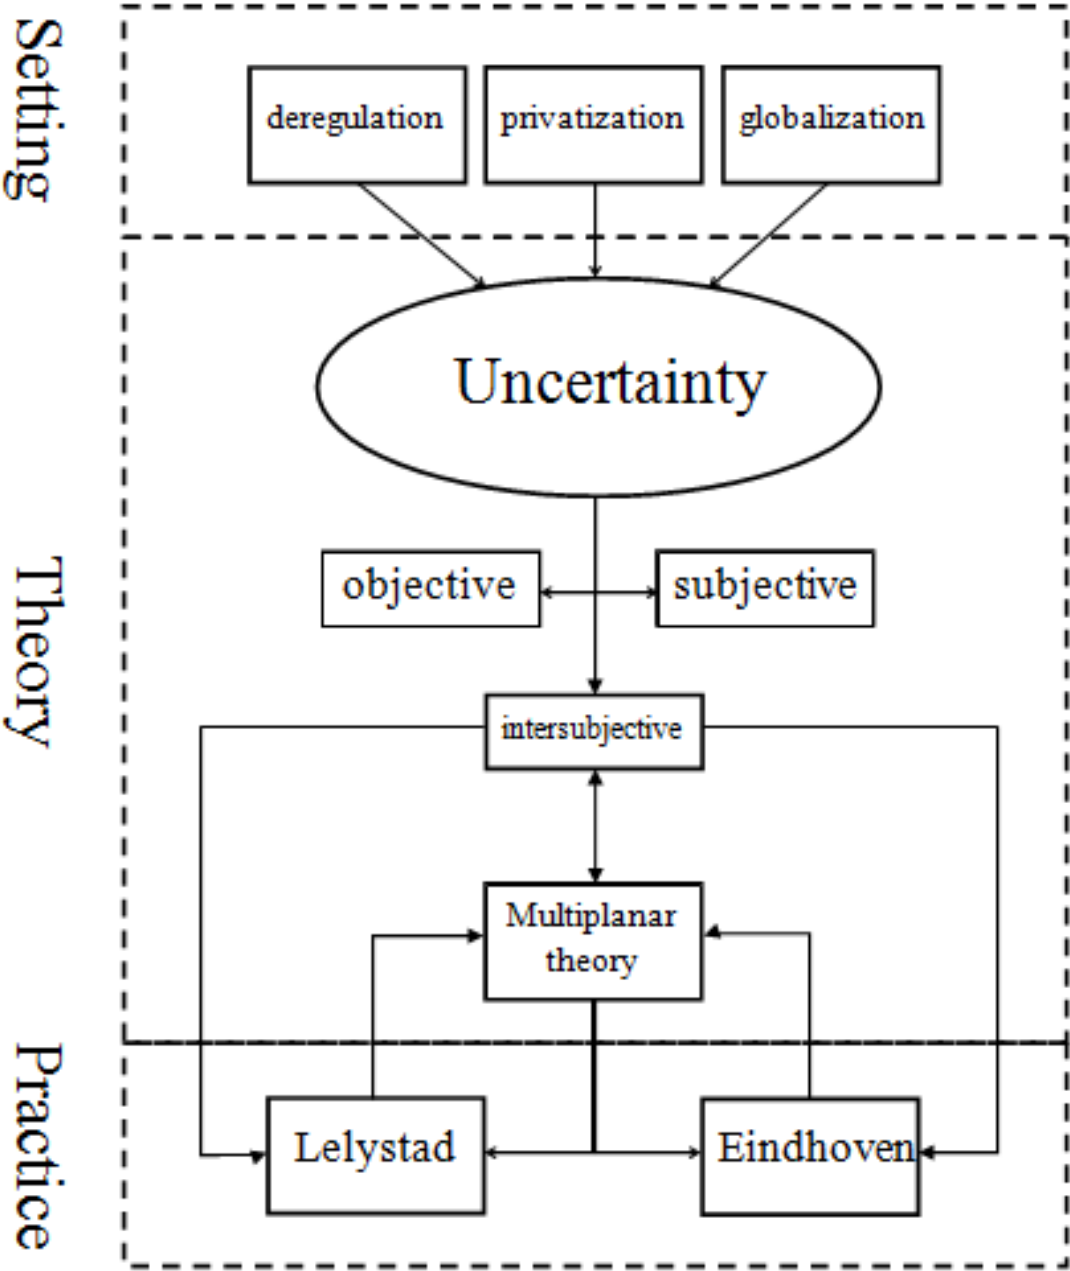 Setting
deregulation
privatization
globalization
Theory
Uncertainty
objective
subjective
intersubjective
Multiplanar
theory
Practice
Lelystad
Eindhoven